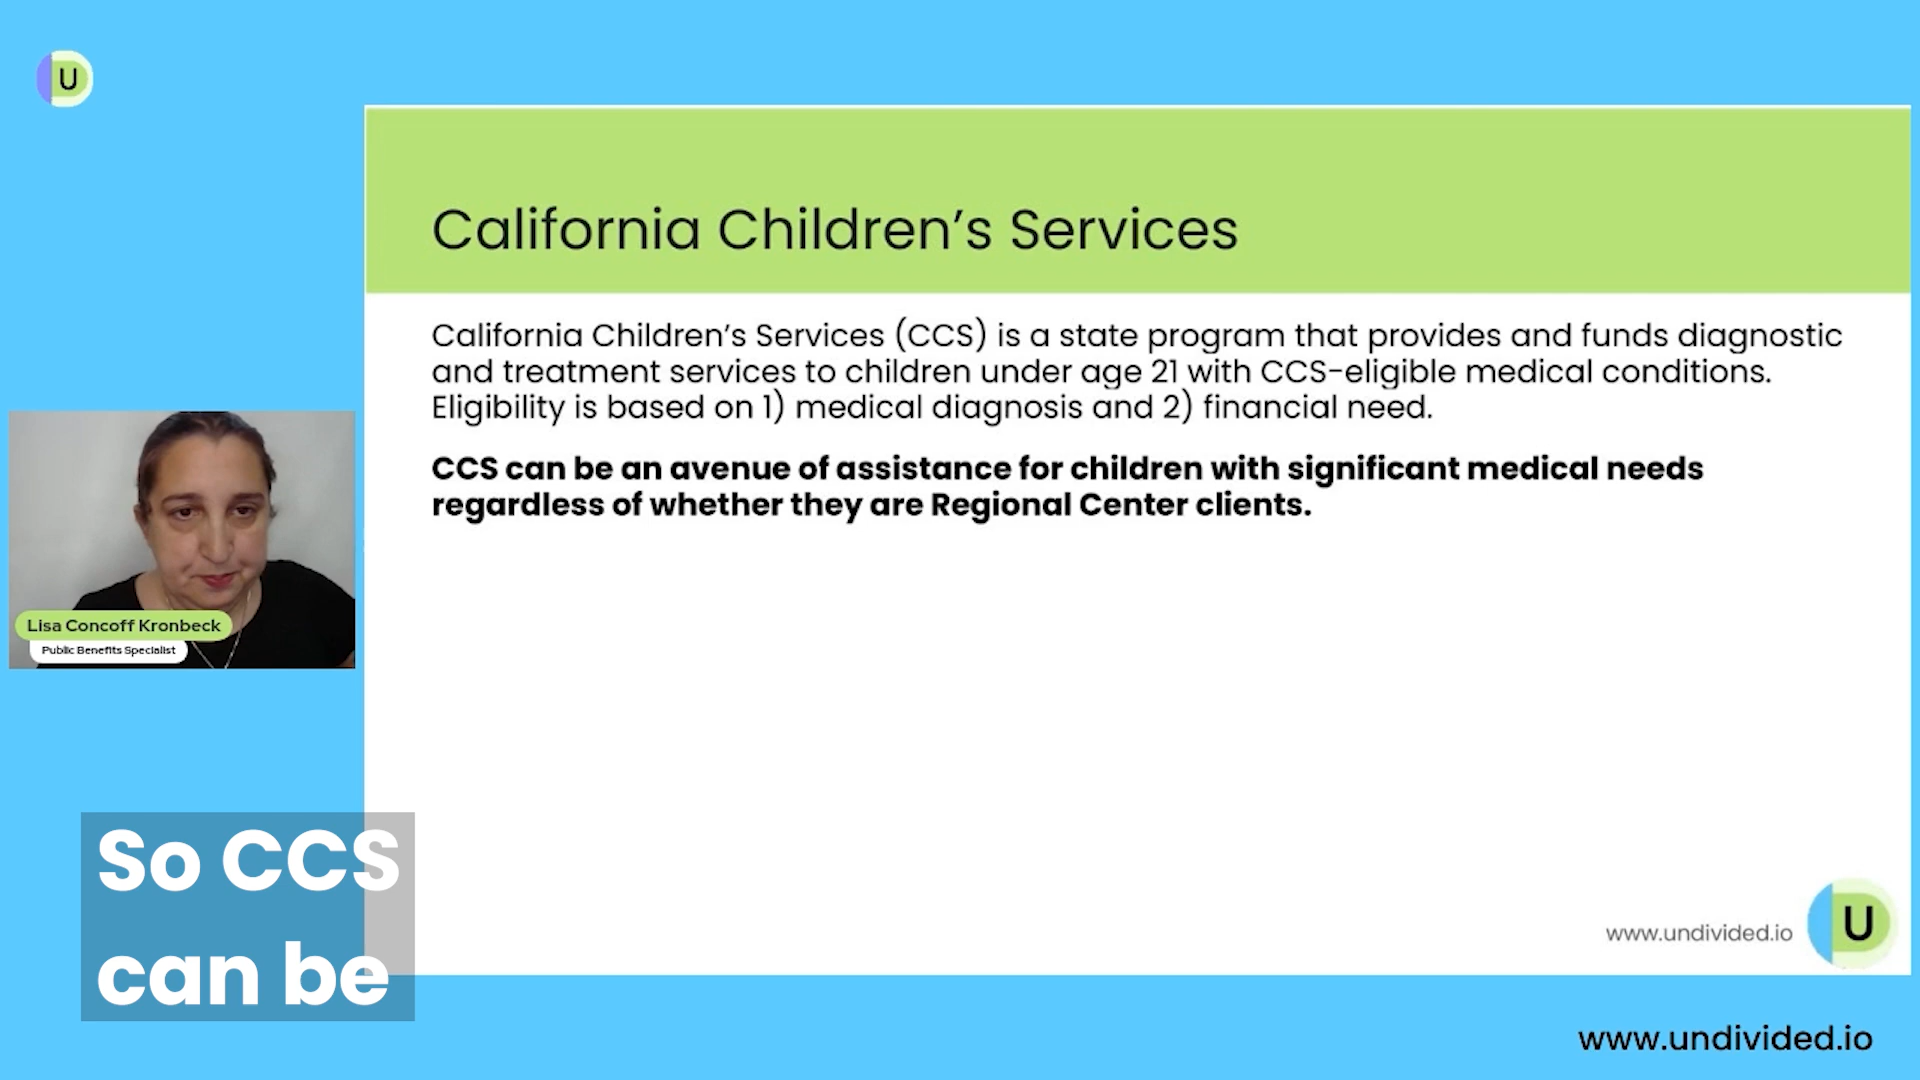 U
California Children’s Services
California Children’s Services (CCS) is a state program that provides and funds diagnostic
and treatment services to children under age 21 with CCS-eligible medical conditions.
Eligibility is based on 1) medical diagnosis and 2) financial need.
CCS can be an avenue of assistance for children with significant medical needs
regardless of whether they are Regional Center clients.
Lisa Concoff Kronbeck
Public Benefits Specialist
So CCS
can be
www.undivided.io
U
www.undivided.io